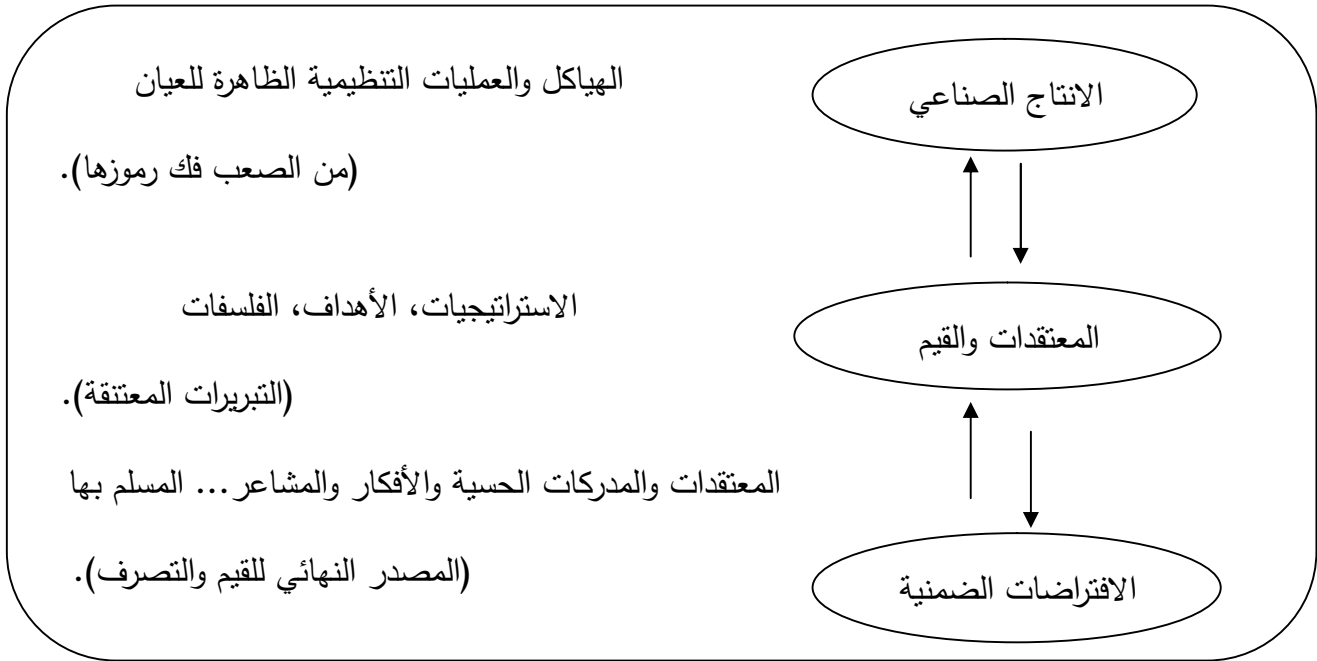 الانتاج الصناعي
الهياكل والعمليات التنظيمية الظاهرة للعيان
(من الصعب فك رموزها).
المعتقدات والقيم
الاستراتيجيات، الأهداف، الفلسفات
(التبريرات المعتنقة).
المعتقدات والمدركات الحسية والأفكار والمشاعر... المسلم بها
الافتراضات الضمنية
(المصدر النهائي للقيم والتصرف).